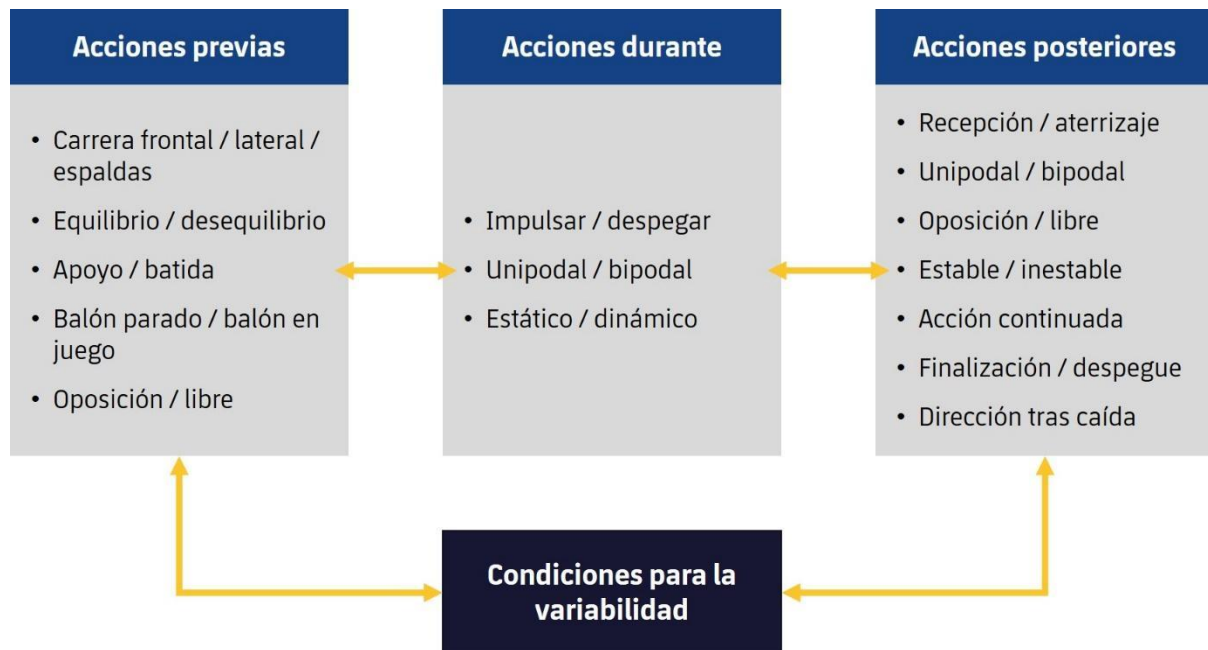 Acciones previas
• Carrera frontal / lateral /
espaldas
• Equilibrio / desequilibrio
• Apoyo / batida
• Balón parado / balón en
juego
• Oposición / libre
Acciones durante
• Impulsar / despegar
• Unipodal / bipodal
• Estático / dinámico
Acciones posteriores
• Recepción / aterrizaje
• Unipodal / bipodal
• Oposición / libre
• Estable / inestable
• Acción continuada
• Finalización / despegue
• Dirección tras caída
Condiciones para la
variabilidad